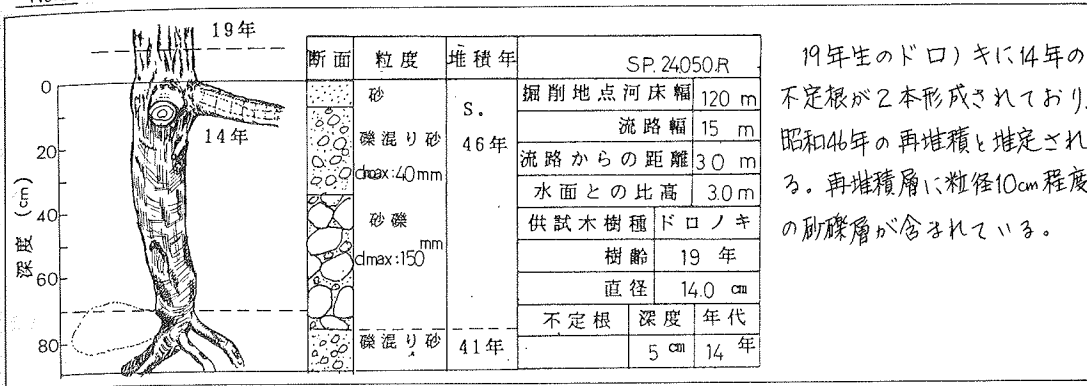 19年
14年
0
20
40
60
80
深度 (cm)
断面 粒度 堆積年
砂
礫混り砂
dmax:40mm
砂礫
dmax:150mm
礫混り砂
S.
46年
41年
SP.24.050.R
掘削地点河床幅 120 m
流路幅 15 m
流路からの距離 30 m
水面との比高 3.0 m
供試木樹種 ドロノキ
樹齢 19 年
直径 14.0 cm
不定根 深度 年代
5 cm 14 年
19年生のドロノキに14年の
不定根が2本形成されており、
昭和46年の再堆積と推定され
る。再堆積層に粒径10cm程度
の砂礫層が含まれている。